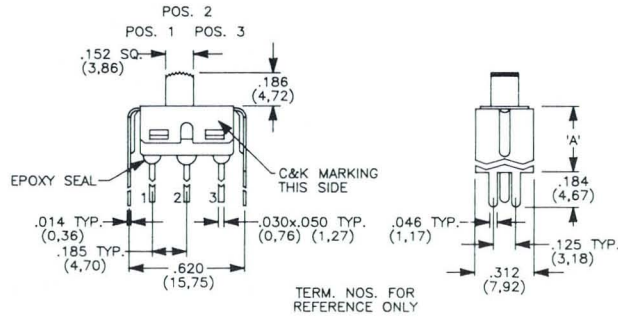 POS. 2
POS. 1 POS. 3
.152 SQ.
(3,86)
.186
(4,72)
EPOXY SEAL
C&K MARKING
THIS SIDE
1 2 3
.014 TYP.
(0,36)
.030x.050 TYP.
(0,76) (1,27)
.185 TYP.
(4,70)
.620
(15,75)
'A'
.184
(4,67)
.046 TYP.
(1,17)
.125 TYP.
(3,18)
.312
(7,92)
TERM. NOS. FOR
REFERENCE ONLY